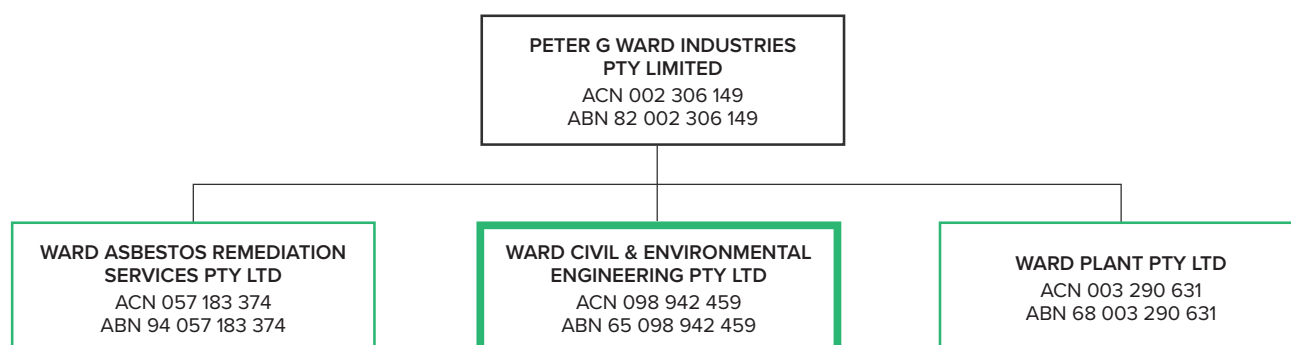 PETER G WARD INDUSTRIES
PTY LIMITED
ACN 002 306 149
ABN 82 002 306 149
WARD ASBESTOS REMEDIATION
SERVICES PTY LTD
ACN 057 183 374
ABN 94 057 183 374
WARD CIVIL & ENVIRONMENTAL
ENGINEERING PTY LTD
ACN 098 942 459
ABN 65 098 942 459
WARD PLANT PTY LTD
ACN 003 290 631
ABN 68 003 290 631